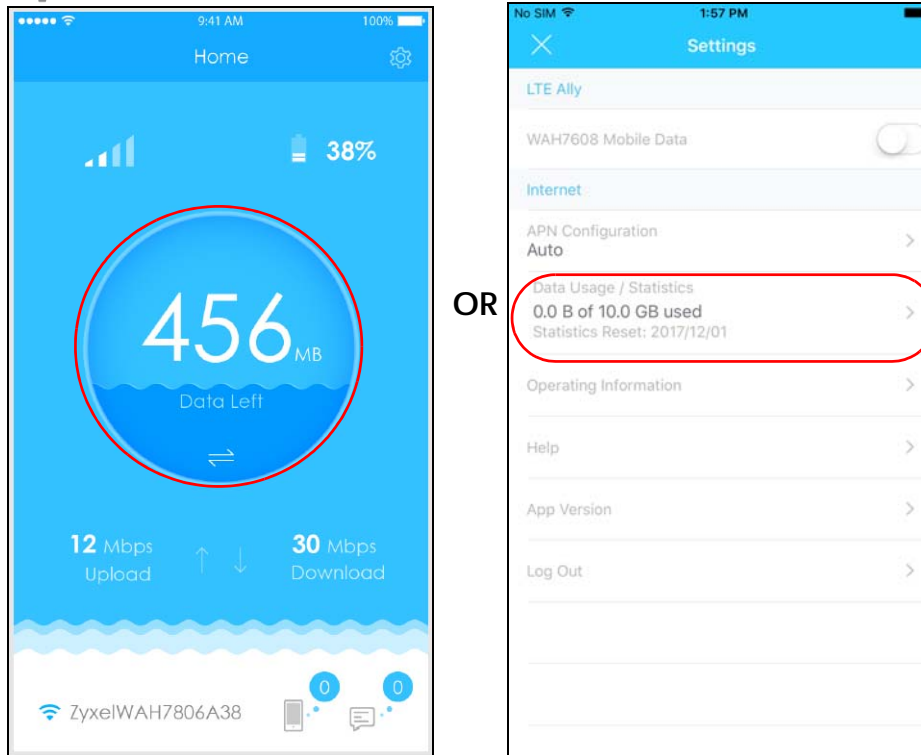 9:41 AM
100%
Home
38%
456 MB
Data Left
12 Mbps
Upload
30 Mbps
Download
ZyxelWAH7806A38
0
0
OR
No SIM
1:57 PM
Settings
LTE Ally
WAH7608 Mobile Data
Internet
APN Configuration
Auto
Data Usage / Statistics
0.0 B of 10.0 GB used
Statistics Reset: 2017/12/01
Operating Information
Help
App Version
Log Out